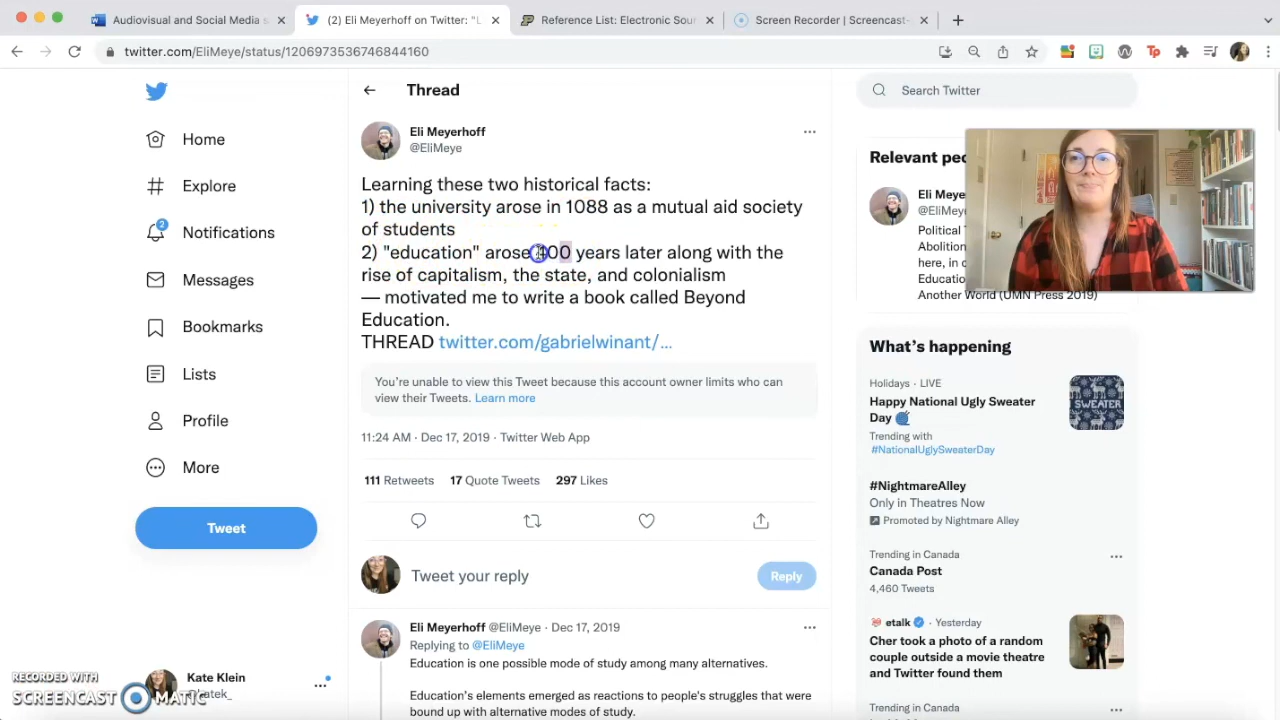 Audiovisual and Social Media s
(2) Eli Meyerhoff on Twitter: "L
Reference List: Electronic Sour
Screen Recorder | Screencast-
twitter.com/EliMeye/status/1206973536746844160
Home
Explore
2
Notifications
Messages
Bookmarks
Lists
Profile
More
Tweet
Kate Klein
Thread
Eli Meyerhoff
@EliMeye
Learning these two historical facts:
1) the university arose in 1088 as a mutual aid society
of students
2) "education" arose 400 years later along with the
rise of capitalism, the state, and colonialism
— motivated me to write a book called Beyond
Education.
THREAD twitter.com/gabrielwinant/...
You're unable to view this Tweet because this account owner limits who can
view their Tweets. Learn more
11:24 AM · Dec 17, 2019 · Twitter Web App
111 Retweets 17 Quote Tweets 297 Likes
Tweet your reply
Reply
Eli Meyerhoff @EliMeye · Dec 17, 2019
Replying to @EliMeye
Education is one possible mode of study among many alternatives.
Education's elements emerged as reactions to people's struggles that were
bound up with alternative modes of study.
Search Twitter
Relevant
Eli
@EliMeye
Political
Abolition
here, in
Education
Another World (UMN Press 2019)
What's happening
Holidays · LIVE
Happy National Ugly Sweater
Day
Trending with
#NationalUglySweaterDay
SWEATER
#NightmareAlley
Only in Theatres Now
Promoted by Nightmare Alley
Trending in Canada
Canada Post
4,460 Tweets
etalk · Yesterday
Cher took a photo of a random
couple outside a movie theatre
and Twitter found them
Trending in Canada
RECORDED WITH
SCREENCAST MATIC